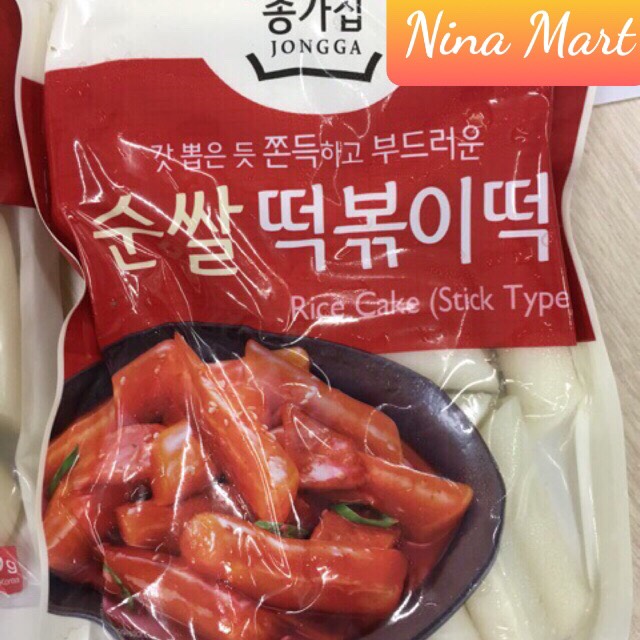 종가집
JONGGA
Nina Mart
갓 뽑은 듯 쫀득하고 부드러운
순쌀 떡볶이떡
Rice Cake (Stick Type